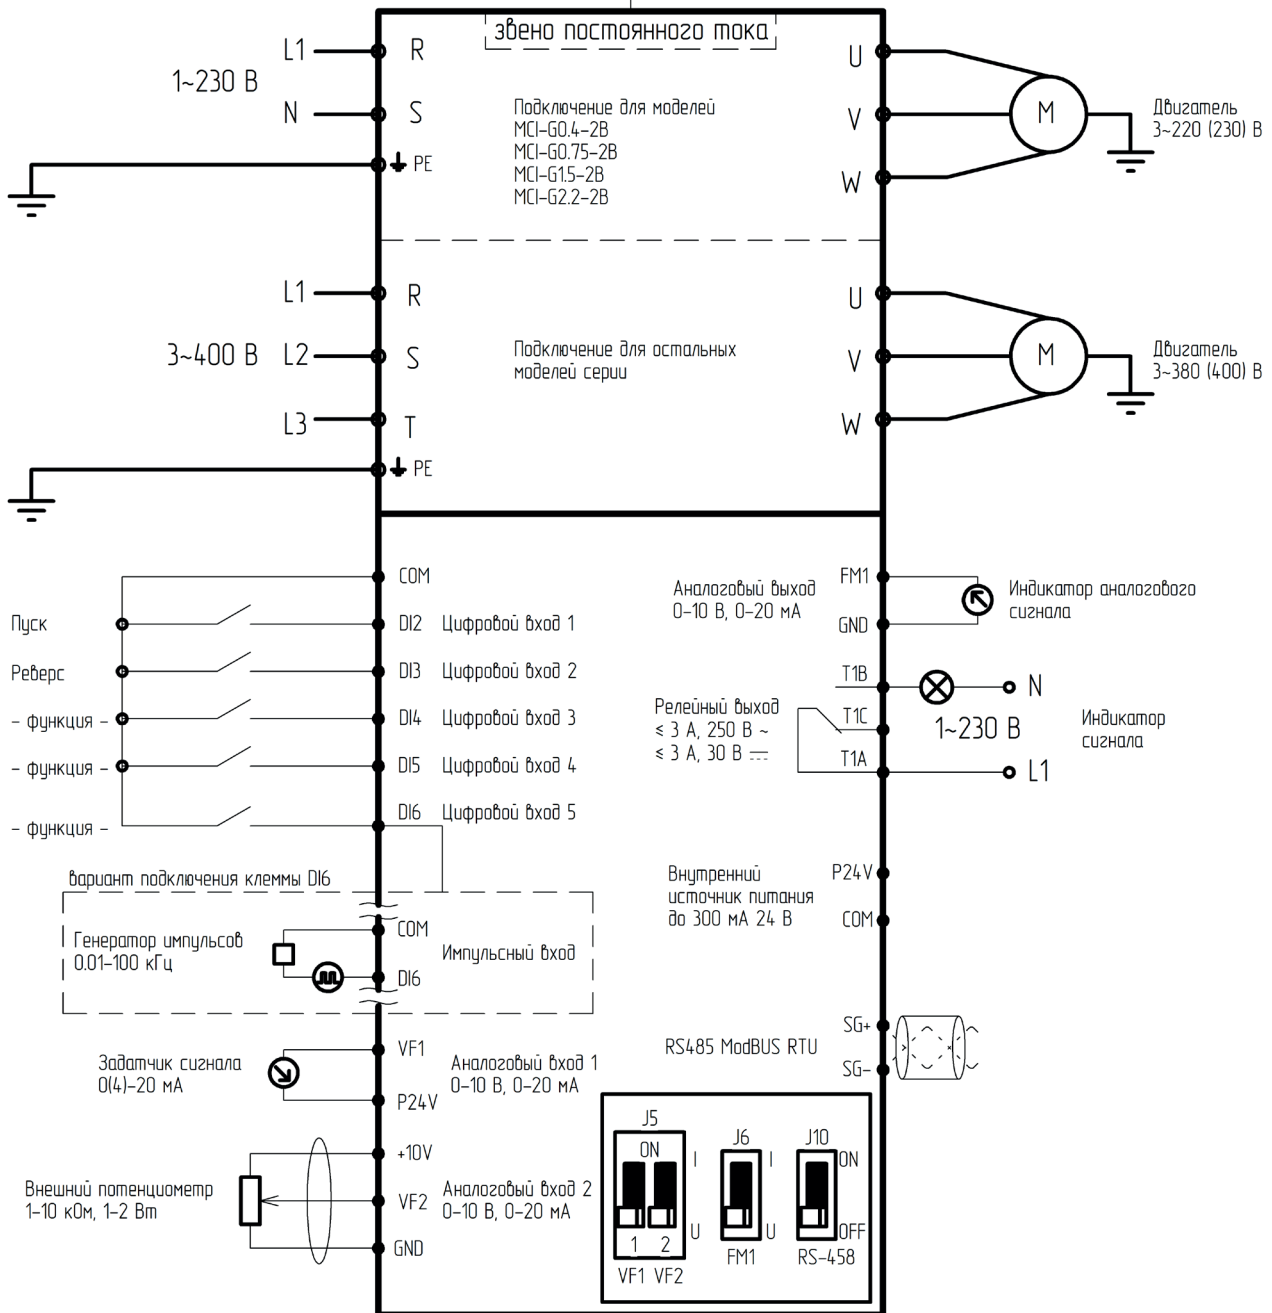 звено постоянного тока
L1
R
U
1~230 В
N
S
V
M
PE
W
Подключение для моделей
MCI-G0.4-2B
MCI-G0.75-2B
MCI-G1.5-2B
MCI-G2.2-2B
Двигатель
3~220 (230) В
L1
R
U
3~400 В
L2
S
V
M
L3
T
W
PE
Подключение для остальных
моделей серии
Двигатель
3~380 (400) В
COM
Пуск
DI2 Цифровой вход 1
Реверс
DI3 Цифровой вход 2
- функция -
DI4 Цифровой вход 3
- функция -
DI5 Цифровой вход 4
- функция -
DI6 Цифровой вход 5
Аналоговый выход
0-10 В, 0-20 мА
FM1
GND
Индикатор аналогового
сигнала
Релейный выход
≤ 3 А, 250 В ~
≤ 3 А, 30 В ⎓
T1B
T1C
T1A
N
1~230 В
L1
Индикатор
сигнала
вариант подключения клеммы DI6
Генератор импульсов
0.01-100 кГц
COM
DI6
Импульсный вход
Внутренний
источник питания
до 300 мА 24 В
P24V
COM
Задатчик сигнала
0(4)-20 мА
VF1
P24V
Аналоговый вход 1
0-10 В, 0-20 мА
RS485 ModBUS RTU
SG+
SG-
Внешний потенциометр
1-10 кОм, 1-2 Вт
+10V
VF2
GND
Аналоговый вход 2
0-10 В, 0-20 мА
J5
ON
I
U
1 2
VF1 VF2
J6
I
U
FM1
J10
ON
OFF
RS-458